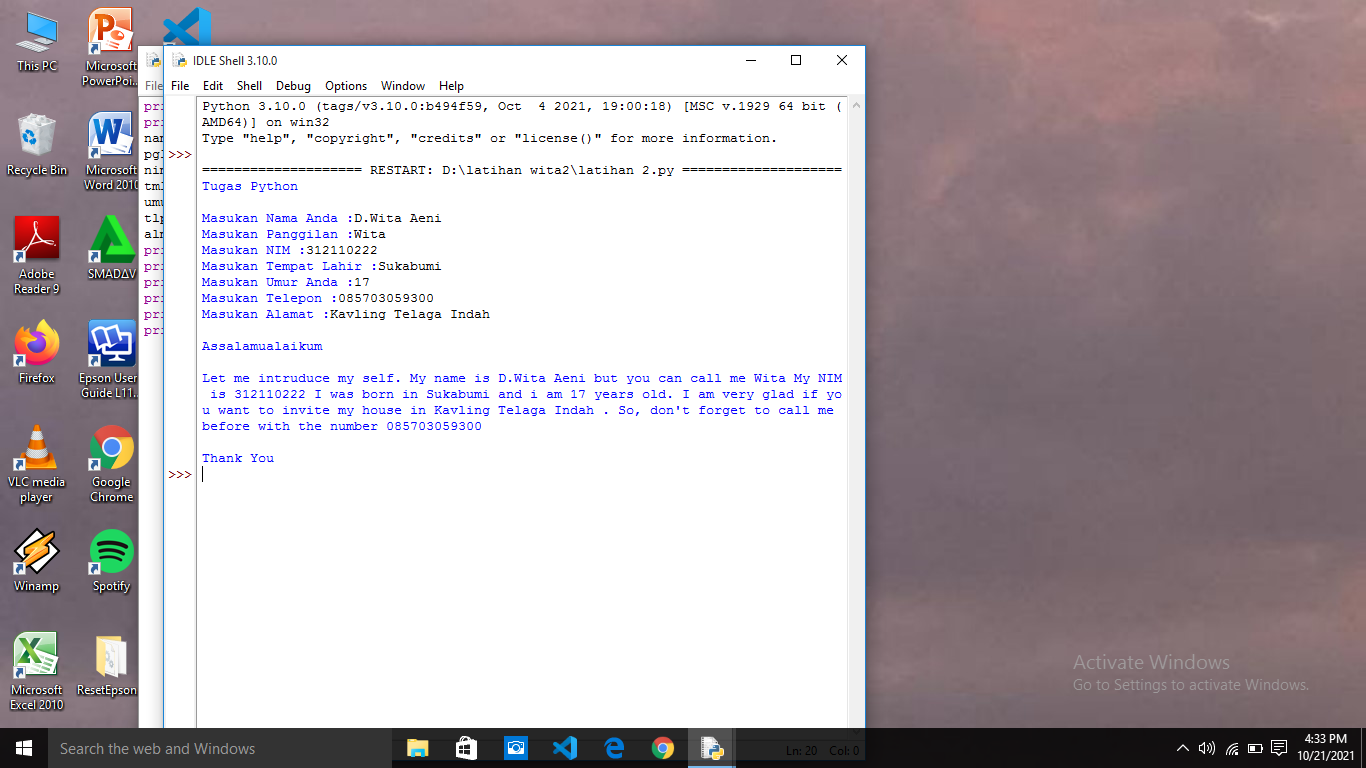 This PC
Microsoft
PowerPoi...
Recycle Bin
Microsoft
Word 2010
Adobe
Reader 9
SMADΔV
Firefox
Epson User
Guide L11...
VLC media
player
Google
Chrome
Winamp
Spotify
Microsoft
Excel 2010
ResetEpson
File
pri
pri
nam
pgl
nim
tml
umu
tlp
alm
pri
pri
pri
pri
pri
pri
IDLE Shell 3.10.0
File Edit Shell Debug Options Window Help
Python 3.10.0 (tags/v3.10.0:b494f59, Oct  4 2021, 19:00:18) [MSC v.1929 64 bit (
AMD64)] on win32
Type "help", "copyright", "credits" or "license()" for more information.
>>>
==================== RESTART: D:\latihan wita2\latihan 2.py ====================
Tugas Python
Masukan Nama Anda :D.Wita Aeni
Masukan Panggilan :Wita
Masukan NIM :312110222
Masukan Tempat Lahir :Sukabumi
Masukan Umur Anda :17
Masukan Telepon :085703059300
Masukan Alamat :Kavling Telaga Indah
Assalamualaikum
Let me intruduce my self. My name is D.Wita Aeni but you can call me Wita My NIM
 is 312110222 I was born in Sukabumi and i am 17 years old. I am very glad if yo
u want to invite my house in Kavling Telaga Indah . So, don't forget to call me
before with the number 085703059300
Thank You
>>>
Ln: 20 Col: 0
Activate Windows
Go to Settings to activate Windows.
Search the web and Windows
4:33 PM
10/21/2021